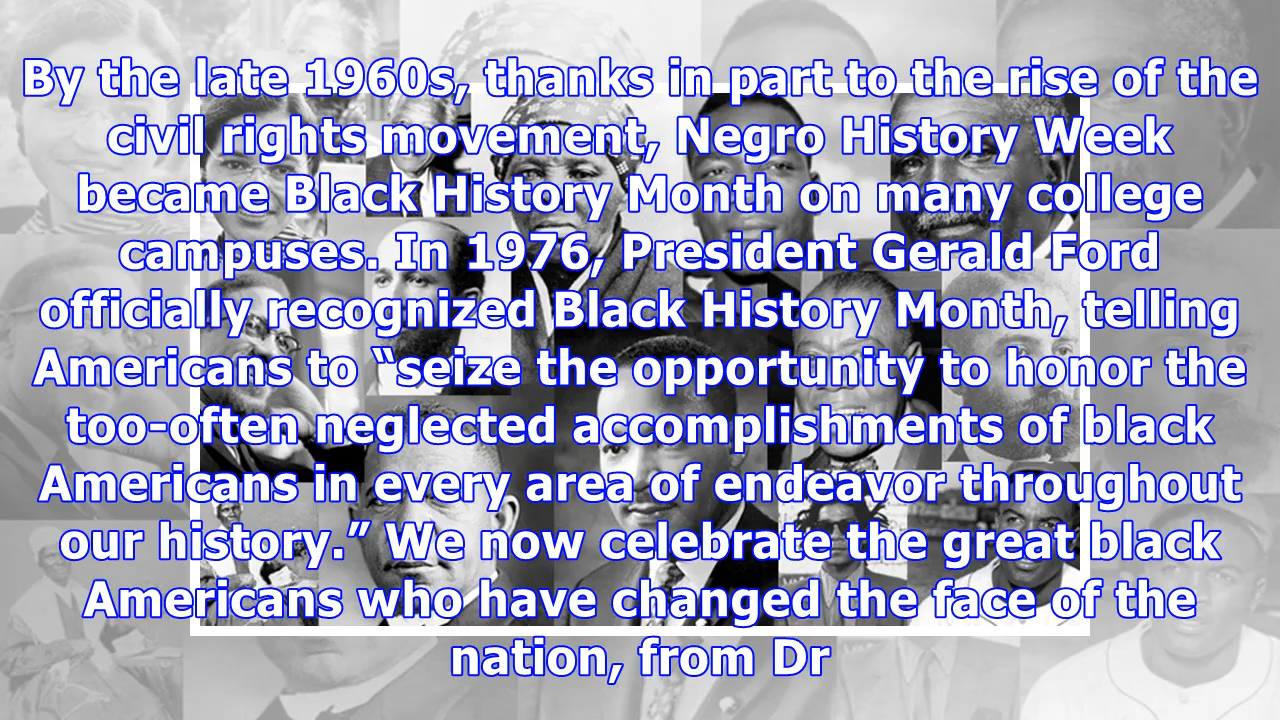 By the late 1960s, thanks in part to the rise of the
civil rights movement, Negro History Week
became Black History Month on many college
campuses. In 1976, President Gerald Ford
officially recognized Black History Month, telling
Americans to “seize the opportunity to honor the
too-often neglected accomplishments of black
Americans in every area of endeavor throughout
our history.” We now celebrate the great black
Americans who have changed the face of the
nation, from Dr